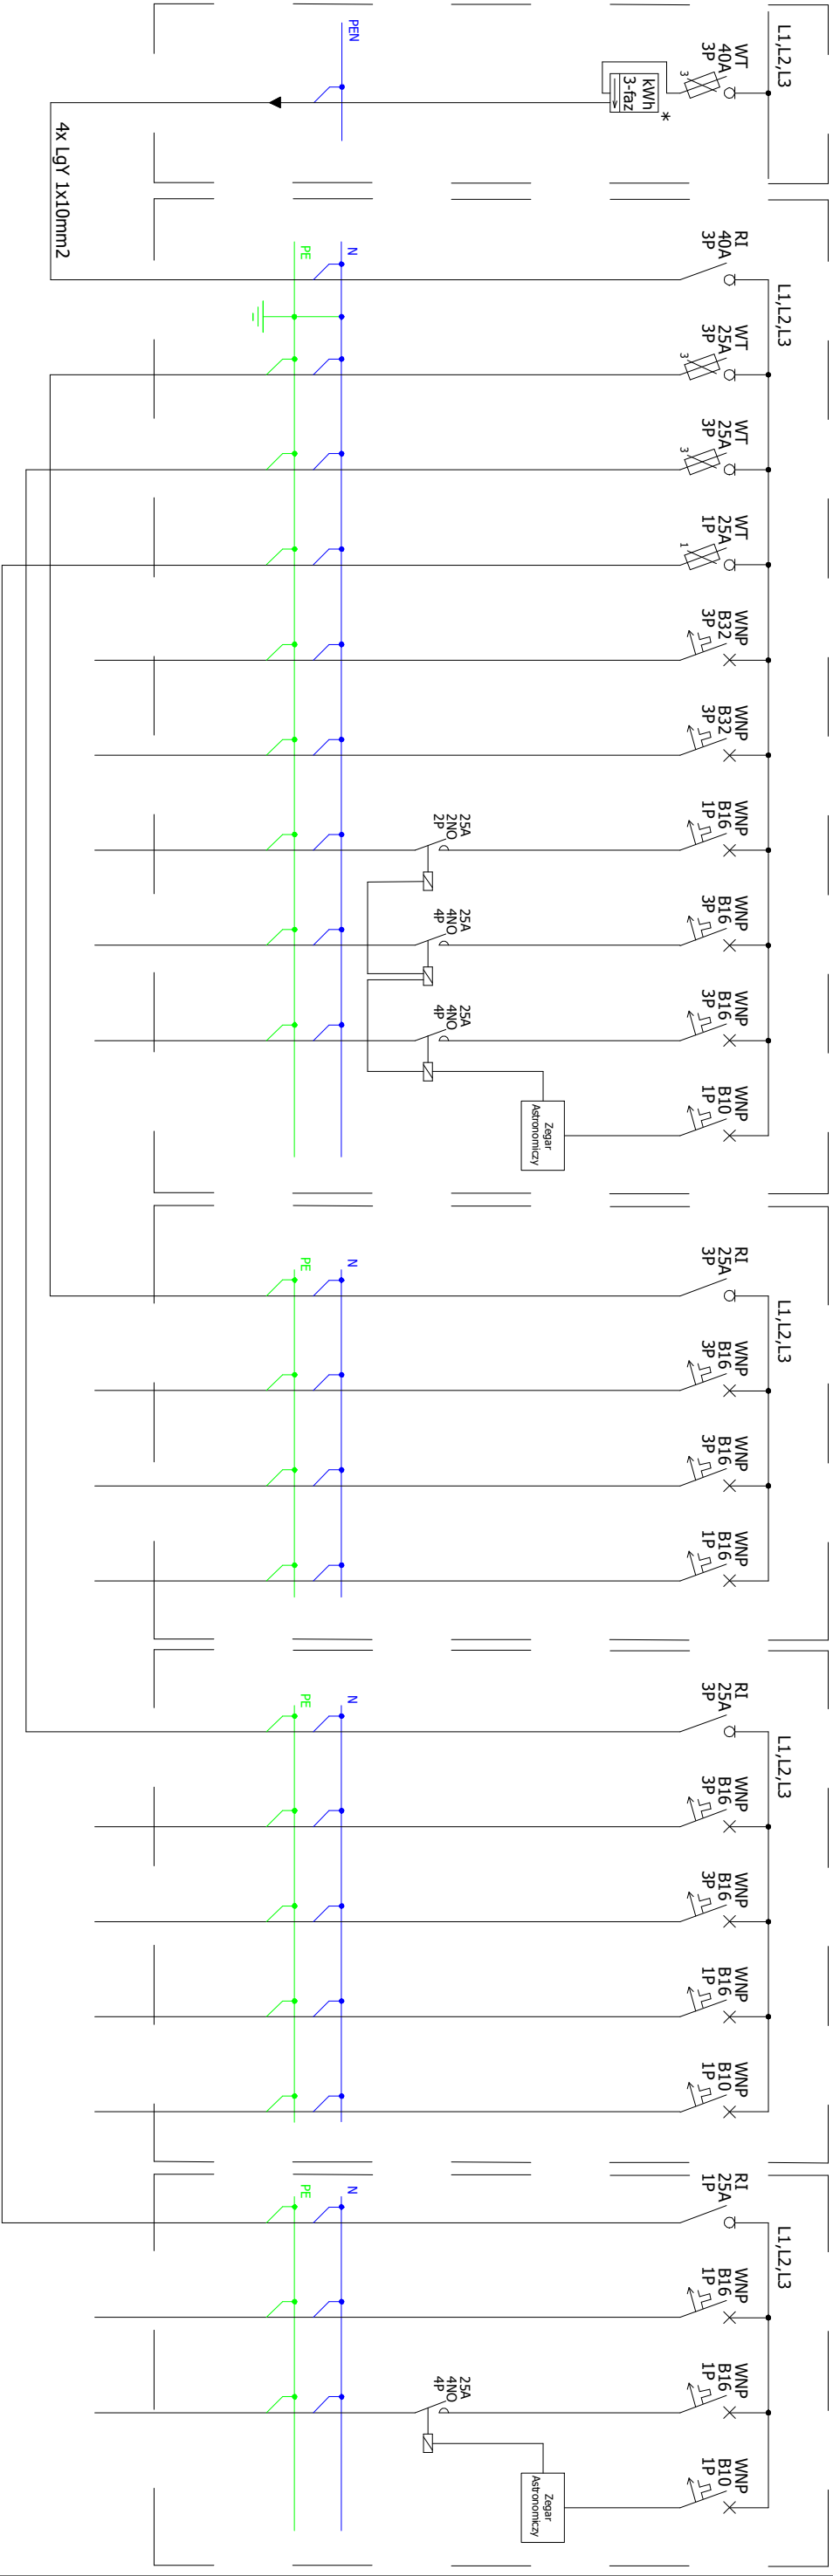 L1,L2,L3
WT
40A
3P
3
kWh
3-faz
*
PEN
4x LgY 1x10mm2
L1,L2,L3
RI
40A
3P
WT
25A
3P
3
WT
25A
3P
3
WT
25A
1P
1
WNP
B32
3P
WNP
B32
3P
WNP
B16
1P
WNP
B16
3P
WNP
B16
3P
WNP
B10
1P
25A
2NO
2P
25A
4NO
4P
25A
4NO
4P
Zegar
Astronomiczy
N
PE
L1,L2,L3
RI
25A
3P
WNP
B16
3P
WNP
B16
3P
WNP
B16
1P
N
PE
L1,L2,L3
RI
25A
3P
WNP
B16
3P
WNP
B16
3P
WNP
B16
1P
WNP
B10
1P
N
PE
L1,L2,L3
RI
25A
1P
WNP
B16
1P
WNP
B16
1P
WNP
B10
1P
25A
4NO
4P
Zegar
Astronomiczy
N
PE